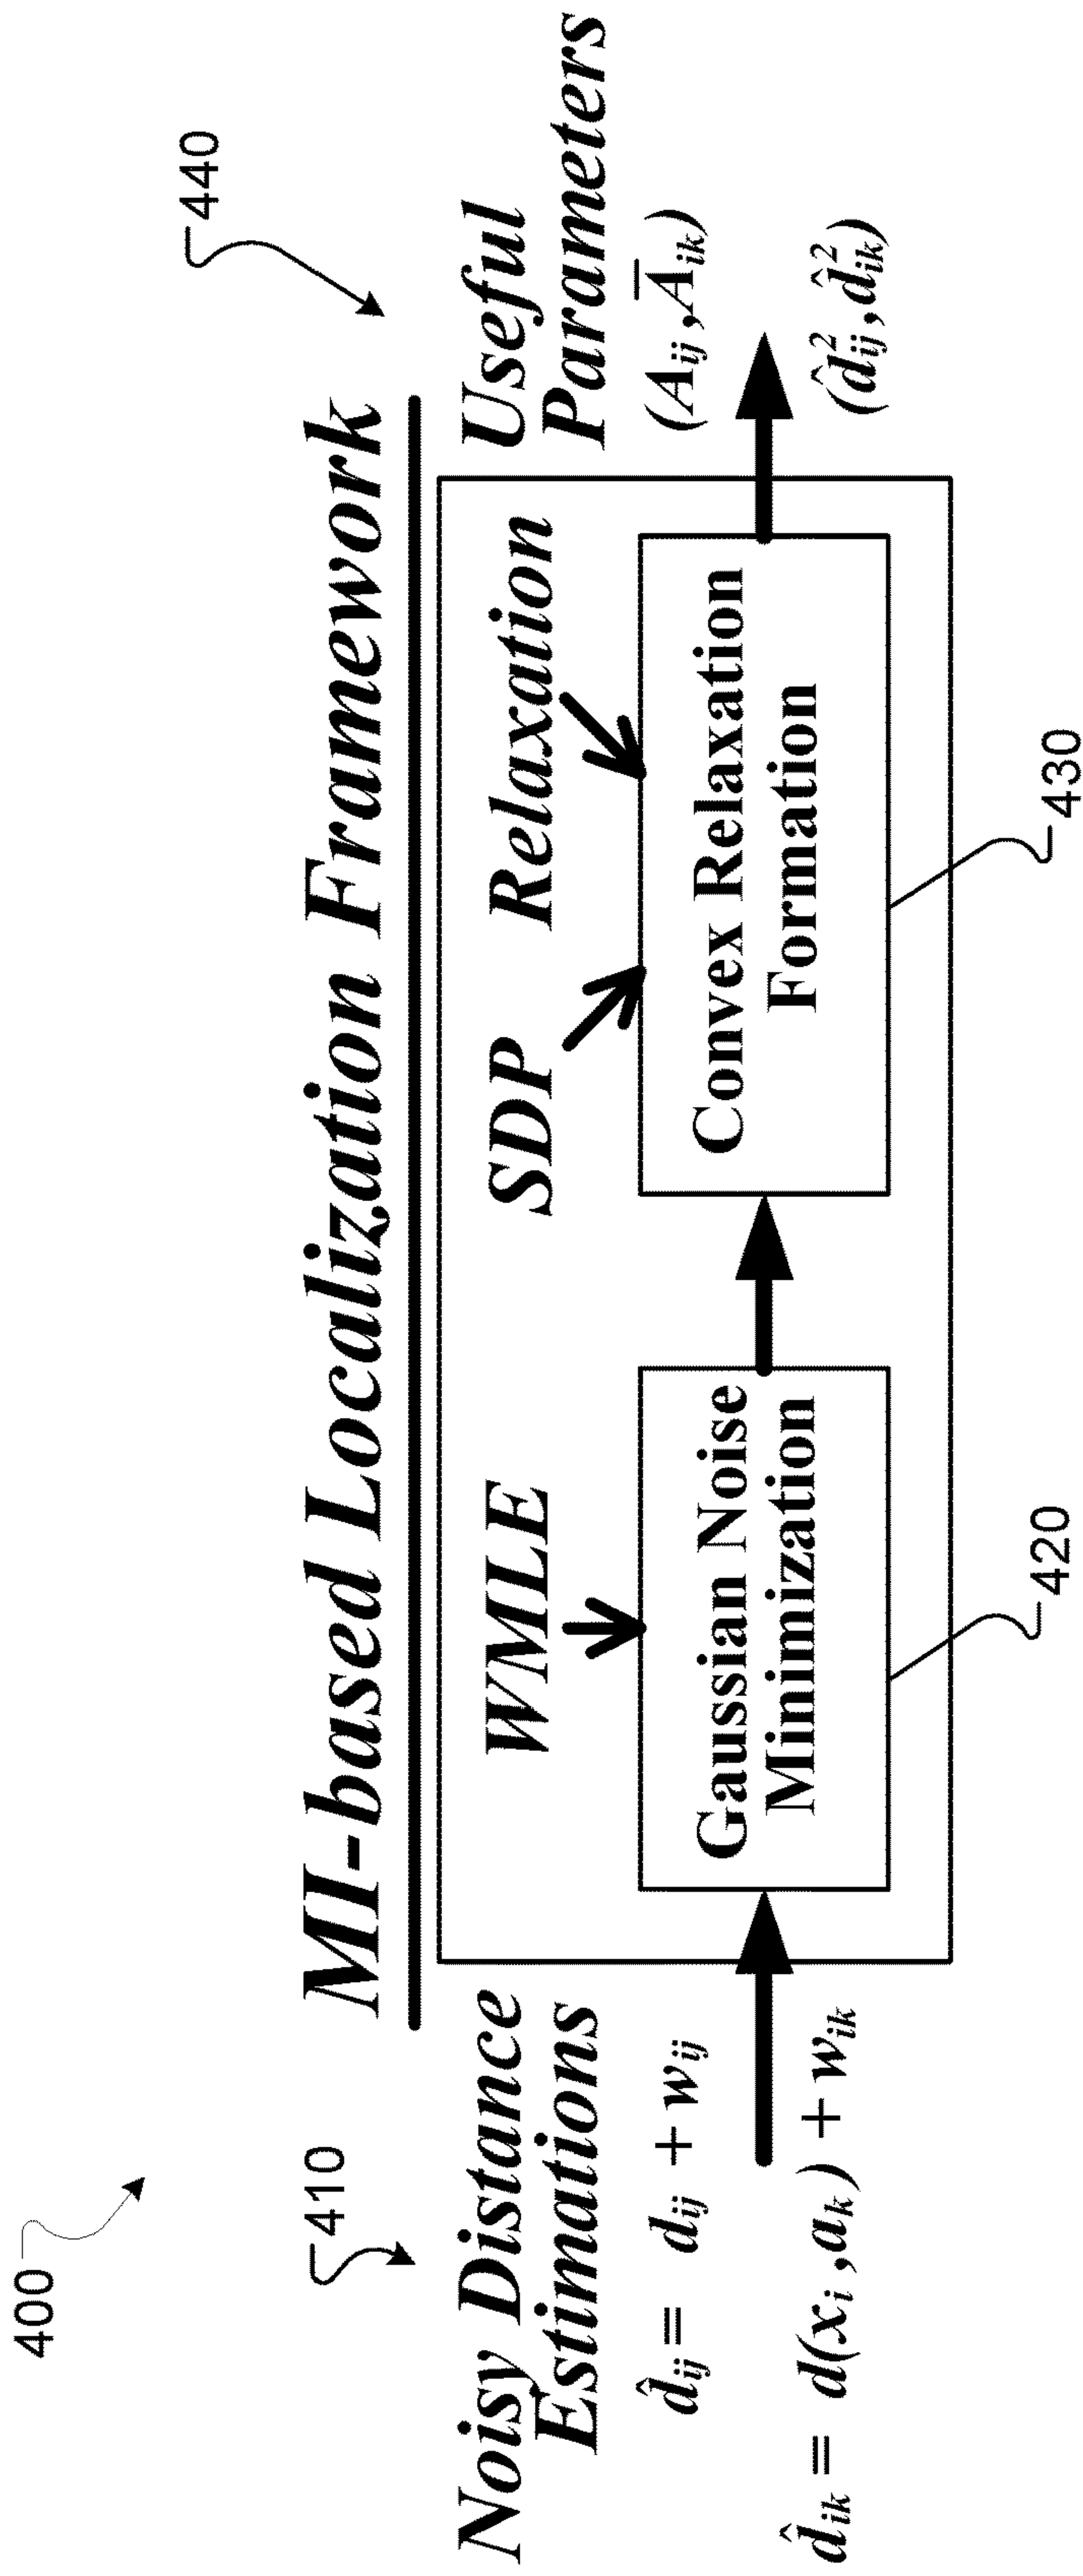 400
MI-based Localization Framework
440
410
Noisy Distance
Estimations
d̂ij = dij + wij
d̂ik = d(xi ,ak) + wik
WMLE
Gaussian Noise
Minimization
420
SDP Relaxation
Convex Relaxation
Formation
430
Useful
Parameters
(Aij ,A̅ik)
(d̂²ij ,d̂²ik)